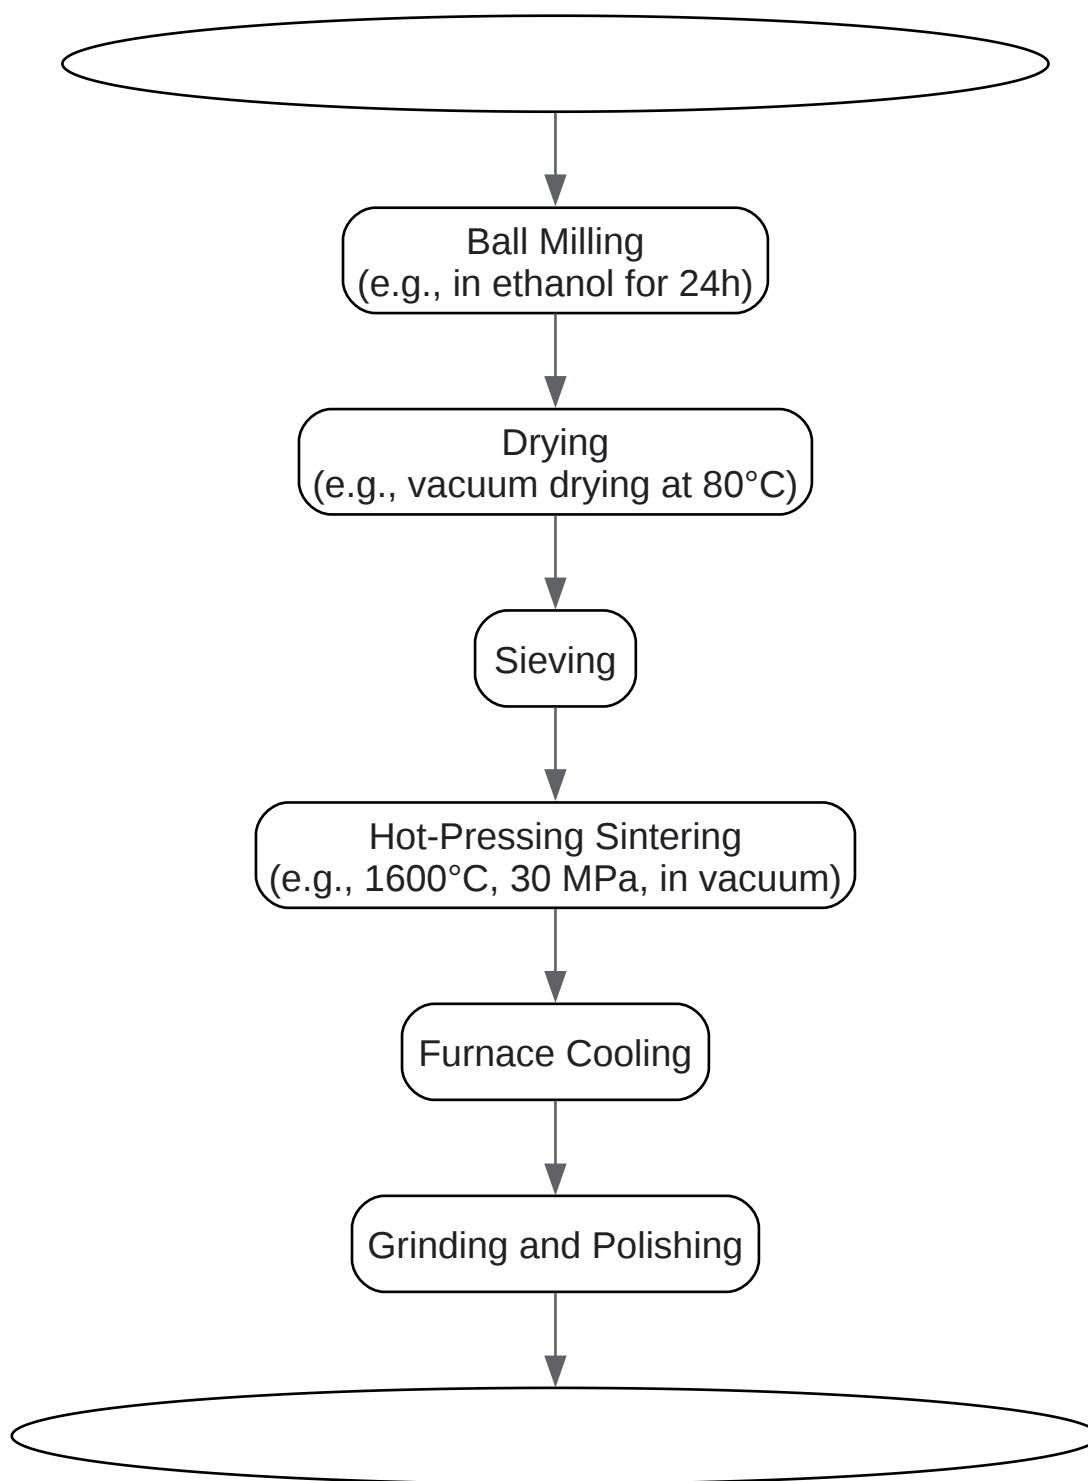 Ball Milling
(e.g., in ethanol for 24h)
Drying
(e.g., vacuum drying at 80°C)
Sieving
Hot-Pressing Sintering
(e.g., 1600°C, 30 MPa, in vacuum)
Furnace Cooling
Grinding and Polishing